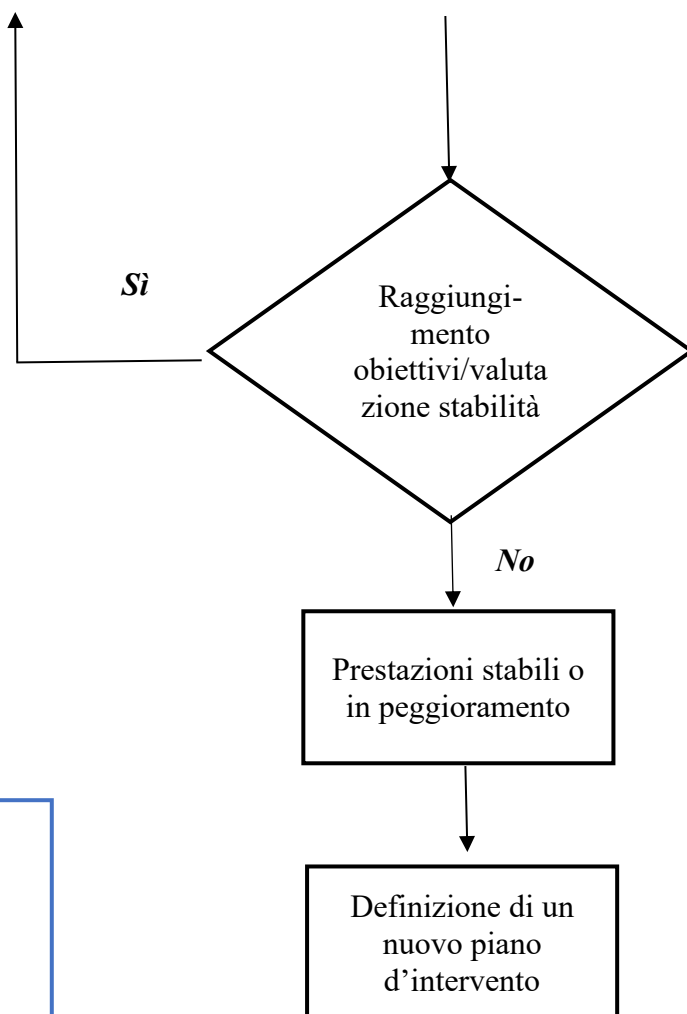 Sì
Raggiungi-
mento
obiettivi/valuta
zione stabilità
No
Prestazioni stabili o
in peggioramento
Definizione di un
nuovo piano
d’intervento